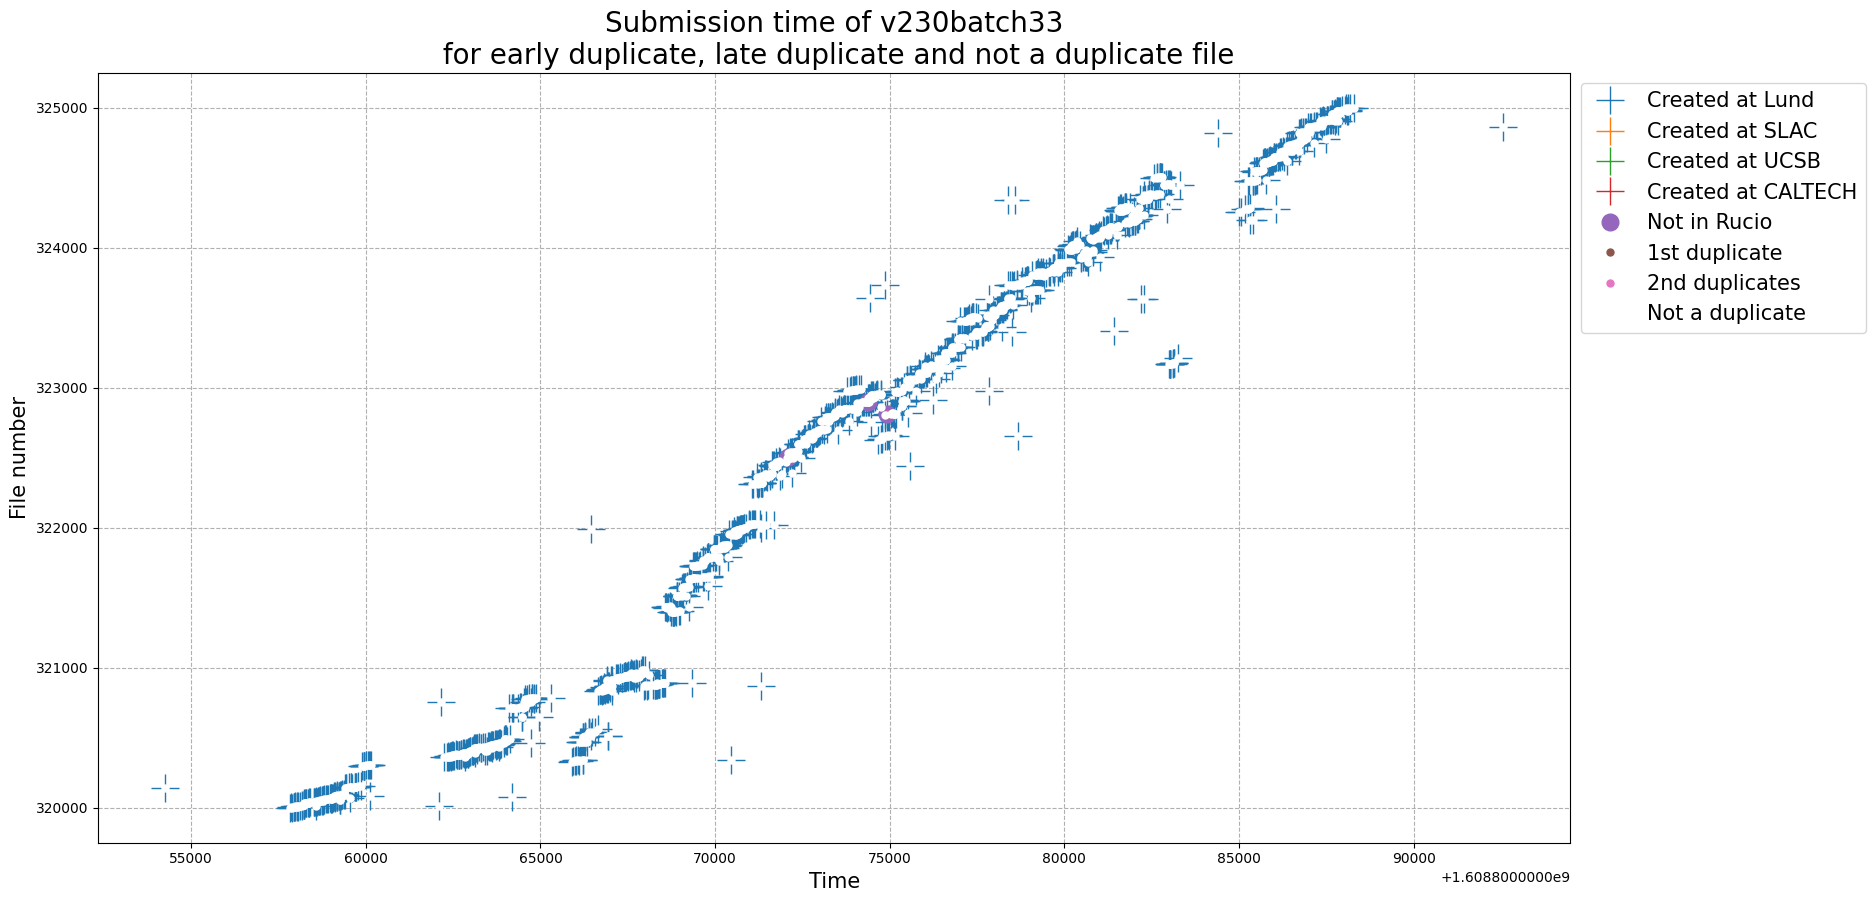 Submission time of v230batch33
for early duplicate, late duplicate and not a duplicate file
Created at Lund
Created at SLAC
Created at UCSB
Created at CALTECH
Not in Rucio
1st duplicate
2nd duplicates
Not a duplicate
File number
325000
324000
323000
322000
321000
320000
55000 60000 65000 70000 75000 80000 85000 90000
Time
+1.6088000000e9